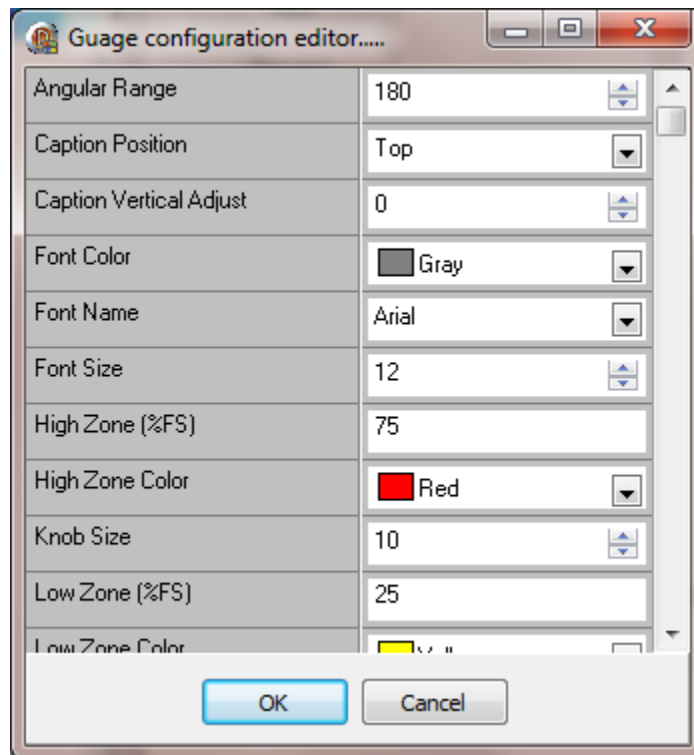 Guage configuration editor.....
Angular Range 180
Caption Position Top
Caption Vertical Adjust 0
Font Color Gray
Font Name Arial
Font Size 12
High Zone (%FS) 75
High Zone Color Red
Knob Size 10
Low Zone (%FS) 25
Low Zone Color
OK Cancel